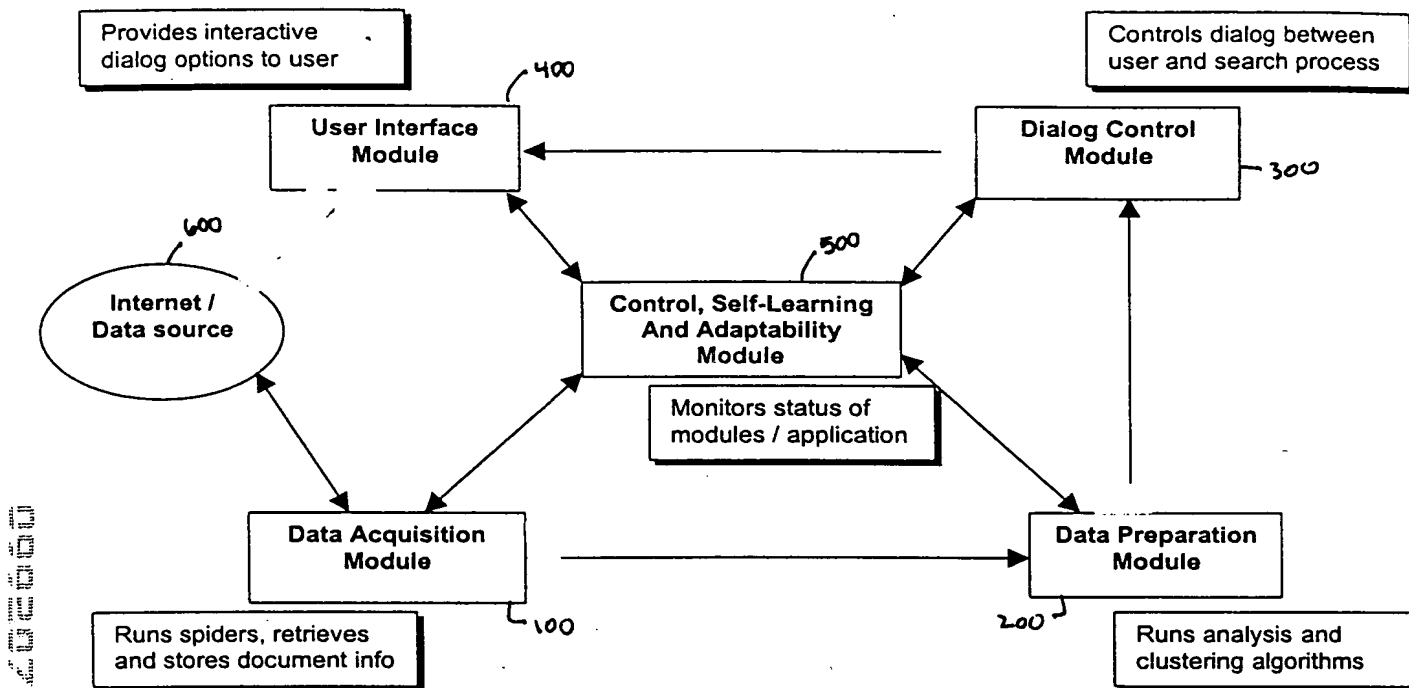 Provides interactive
dialog options to user
Controls dialog between
user and search process
400
User Interface
Module
Dialog Control
Module
300
600
Internet /
Data source
500
Control, Self-Learning
And Adaptability
Module
Monitors status of
modules / application
Data Acquisition
Module
100
Data Preparation
Module
200
Runs spiders, retrieves
and stores document info
Runs analysis and
clustering algorithms